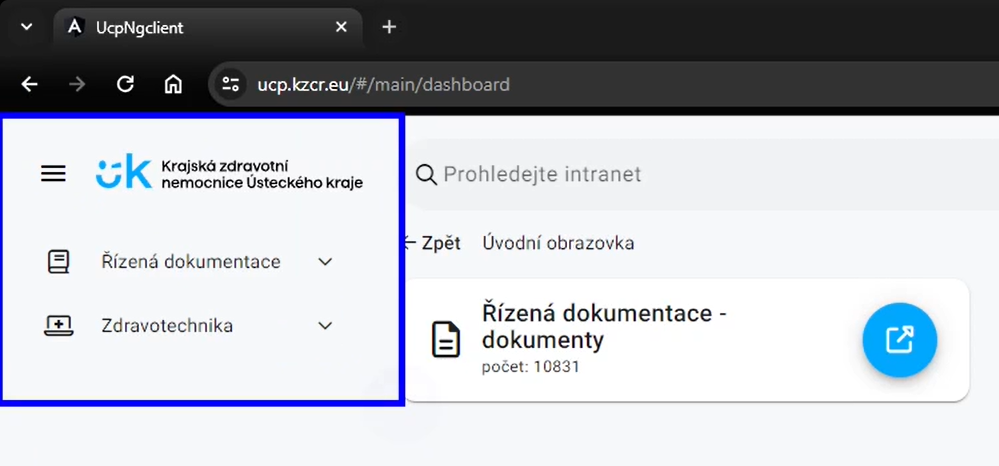 UcpNgclient
ucp.kzcr.eu/#/main/dashboard
Krajská zdravotní
nemocnice Ústeckého kraje
Řízená dokumentace
Zdravotechnika
Prohledejte intranet
Zpět Úvodní obrazovka
Řízená dokumentace -
dokumenty
počet: 10831